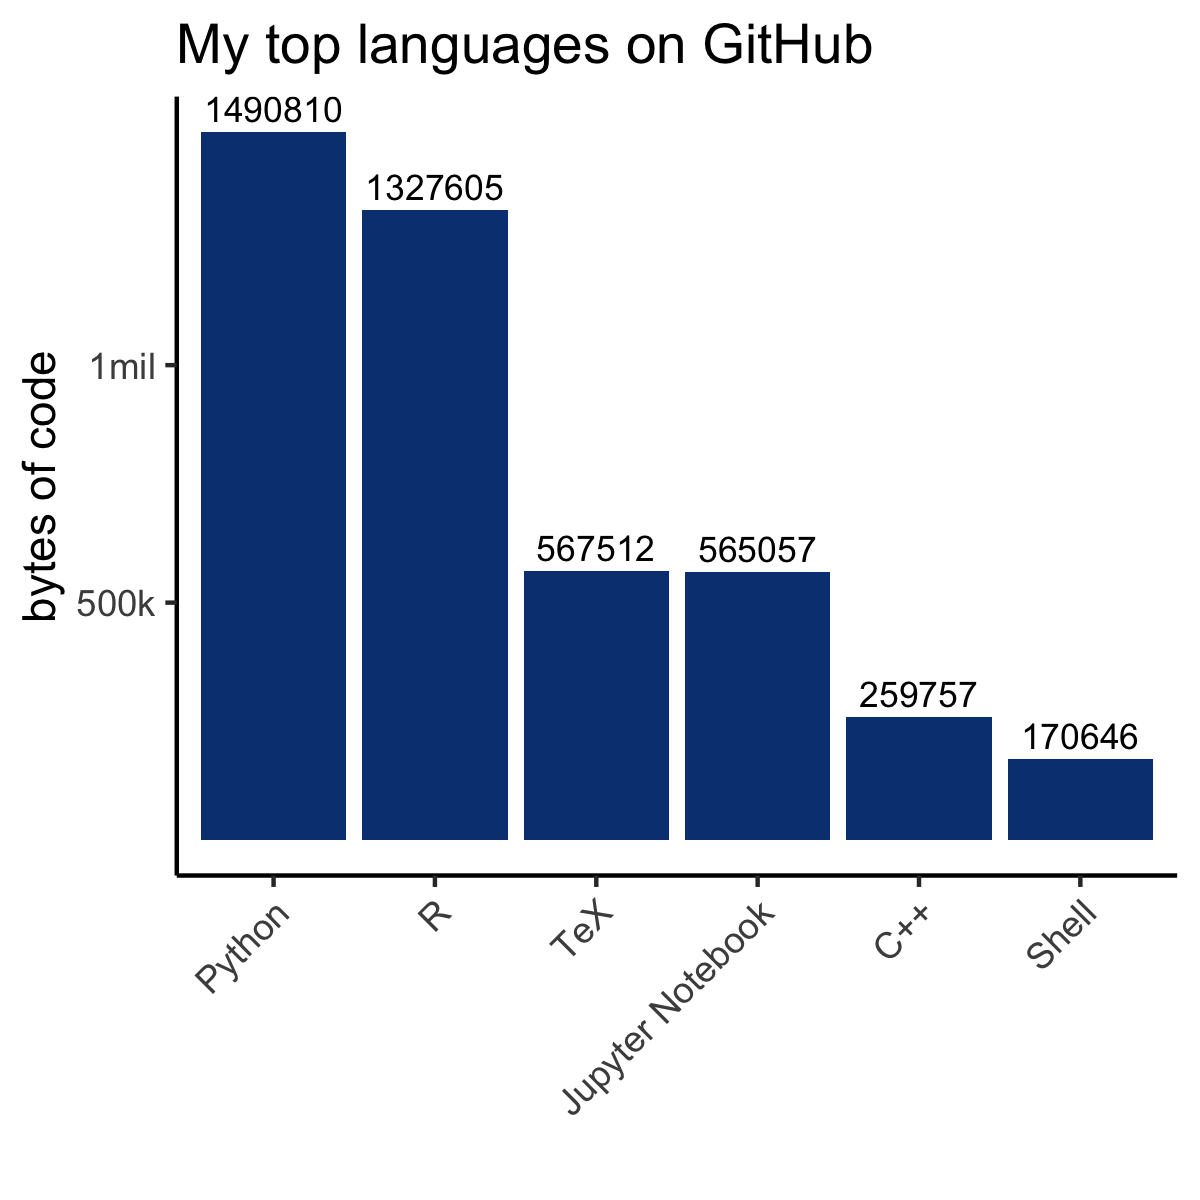 My top languages on GitHub
1490810
1327605
567512
565057
259757
170646
bytes of code
1mil
500k
Python
R
TeX
Jupyter Notebook
C++
Shell